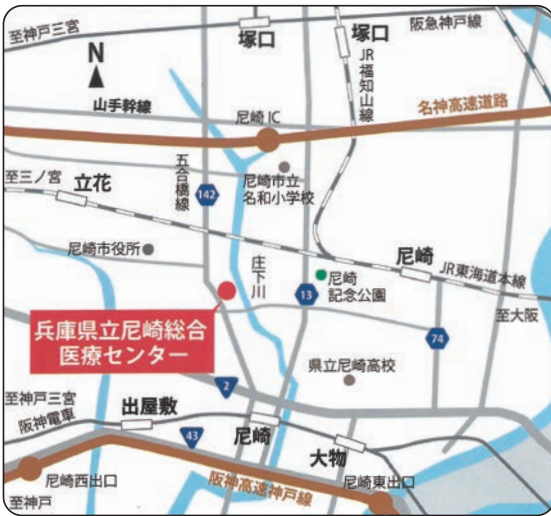 至神戸三宮
塚口
塚口
阪急神戸線
N
JR福知山線
山手幹線
尼崎 IC
名神高速道路
五合橋線
至三ノ宮
立花
142
尼崎市立
名和小学校
尼崎市役所
庄下川
尼崎
13
尼崎
記念公園
JR東海道本線
至大阪
兵庫県立尼崎総合
医療センター
74
県立尼崎高校
2
至神戸三宮
阪神電車
出屋敷
43
尼崎
大物
尼崎西出口
至神戸
阪神高速神戸線
尼崎東出口